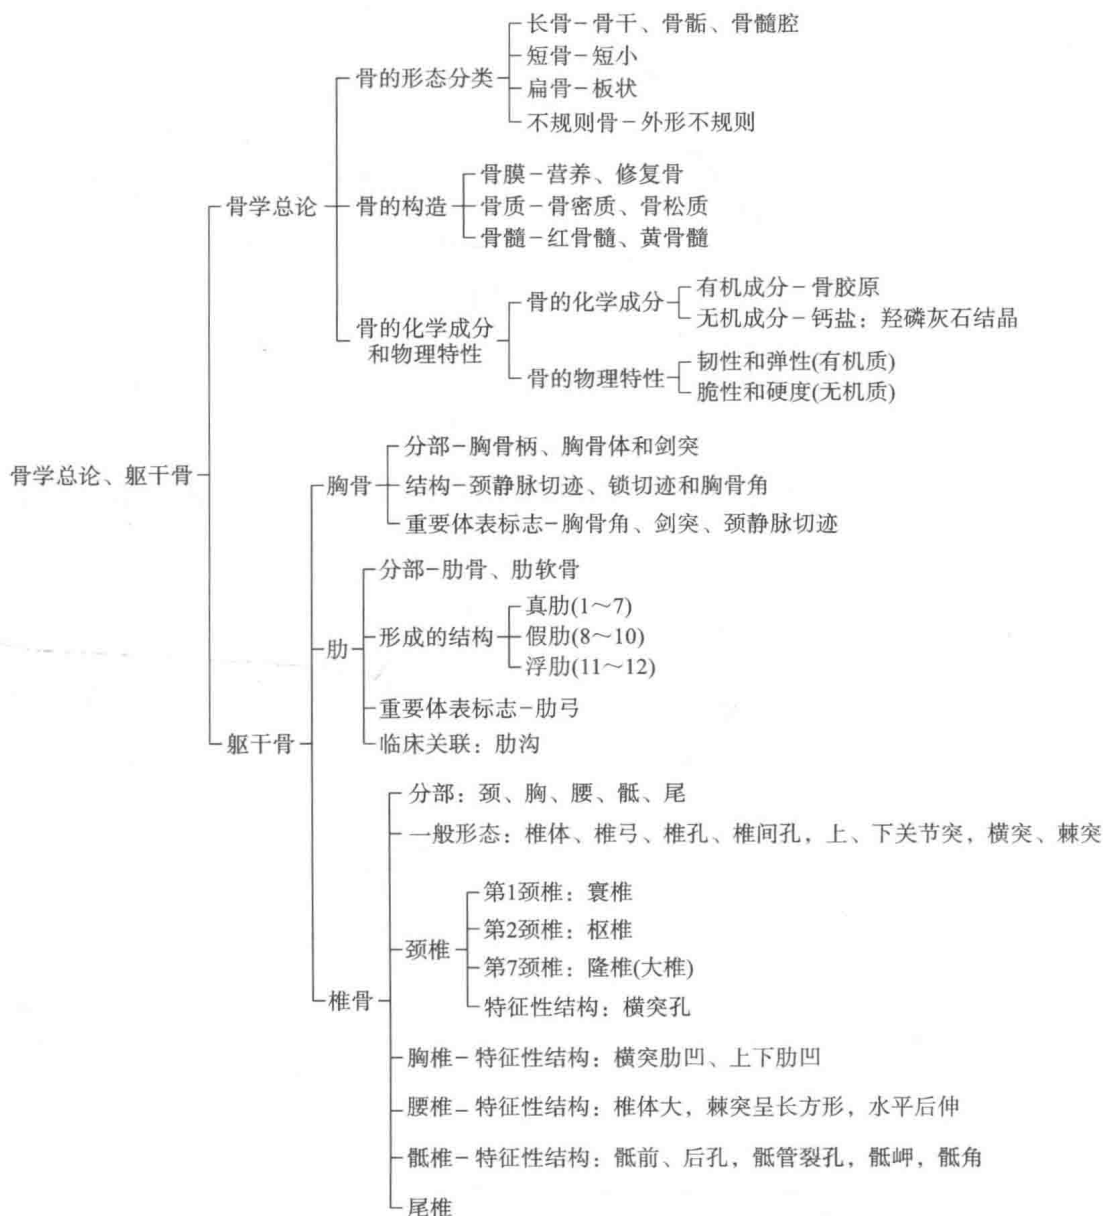 长骨－骨干、骨骺、骨髓腔
短骨－短小
骨的形态分类
扁骨－板状
不规则骨－外形不规则
骨膜－营养、修复骨
骨学总论
骨的构造
骨质－骨密质、骨松质
骨髓－红骨髓、黄骨髓
有机成分－骨胶原
骨的化学成分
无机成分－钙盐：羟磷灰石结晶
骨的化学成分
和物理特性
韧性和弹性(有机质)
骨的物理特性
脆性和硬度(无机质)
骨学总论、躯干骨
分部－胸骨柄、胸骨体和剑突
胸骨
结构－颈静脉切迹、锁切迹和胸骨角
重要体表标志－胸骨角、剑突、颈静脉切迹
分部－肋骨、肋软骨
真肋(1～7)
肋
形成的结构
假肋(8～10)
浮肋(11～12)
重要体表标志－肋弓
躯干骨
临床关联：肋沟
分部：颈、胸、腰、骶、尾
一般形态：椎体、椎弓、椎孔、椎间孔，上、下关节突，横突、棘突
第1颈椎：寰椎
第2颈椎：枢椎
颈椎
第7颈椎：隆椎(大椎)
特征性结构：横突孔
椎骨
胸椎－特征性结构：横突肋凹、上下肋凹
腰椎－特征性结构：椎体大，棘突呈长方形，水平后伸
骶椎－特征性结构：骶前、后孔，骶管裂孔，骶岬，骶角
尾椎